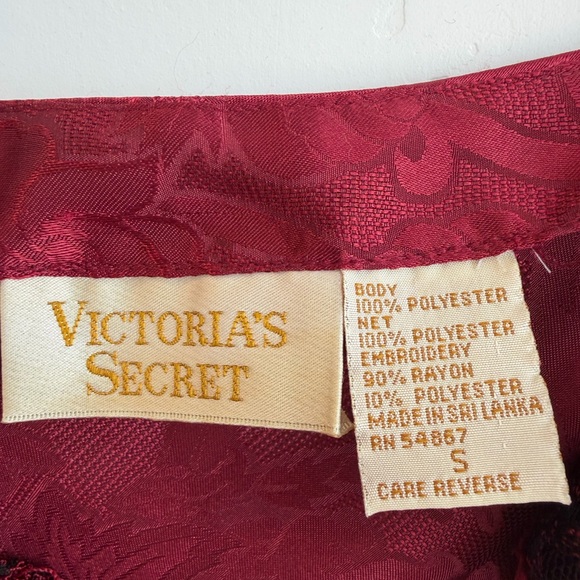 VICTORIA'S
SECRET
BODY
100% POLYESTER
NET
100% POLYESTER
EMBROIDERY
90% RAYON
10% POLYESTER
MADE IN SRI LANKA
RN 54867
S
CARE REVERSE